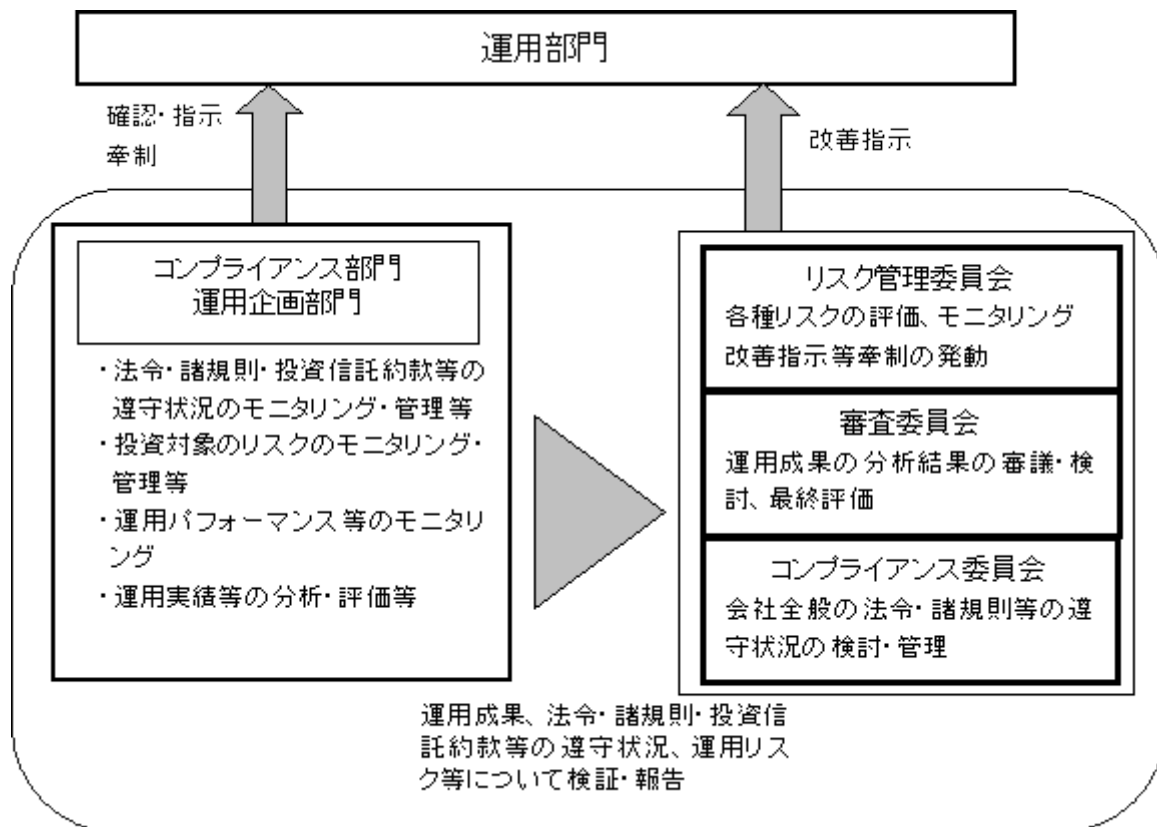 運用部門
確認・指示
牽制
改善指示
コンプライアンス部門
運用企画部門
・法令・諸規則・投資信託約款等の
遵守状況のモニタリング・管理等
・投資対象のリスクのモニタリング・
管理等
・運用パフォーマンス等のモニタリ
ング
・運用実績等の分析・評価等
リスク管理委員会
各種リスクの評価、モニタリング
改善指示等牽制の発動
審査委員会
運用成果の分析結果の審議・検
討、最終評価
コンプライアンス委員会
会社全般の法令・諸規則等の遵
守状況の検討・管理
運用成果、法令・諸規則・投資信
託約款等の遵守状況、運用リス
ク等について検証・報告